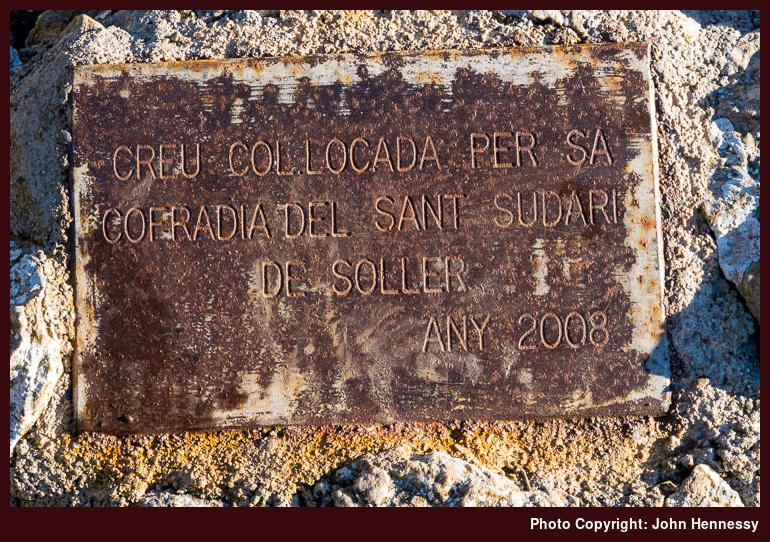 CREU COL.LOCADA PER SA
COFRADIA DEL SANT SUDARI
DE SOLLER
ANY 2008
Photo Copyright: John Hennessy